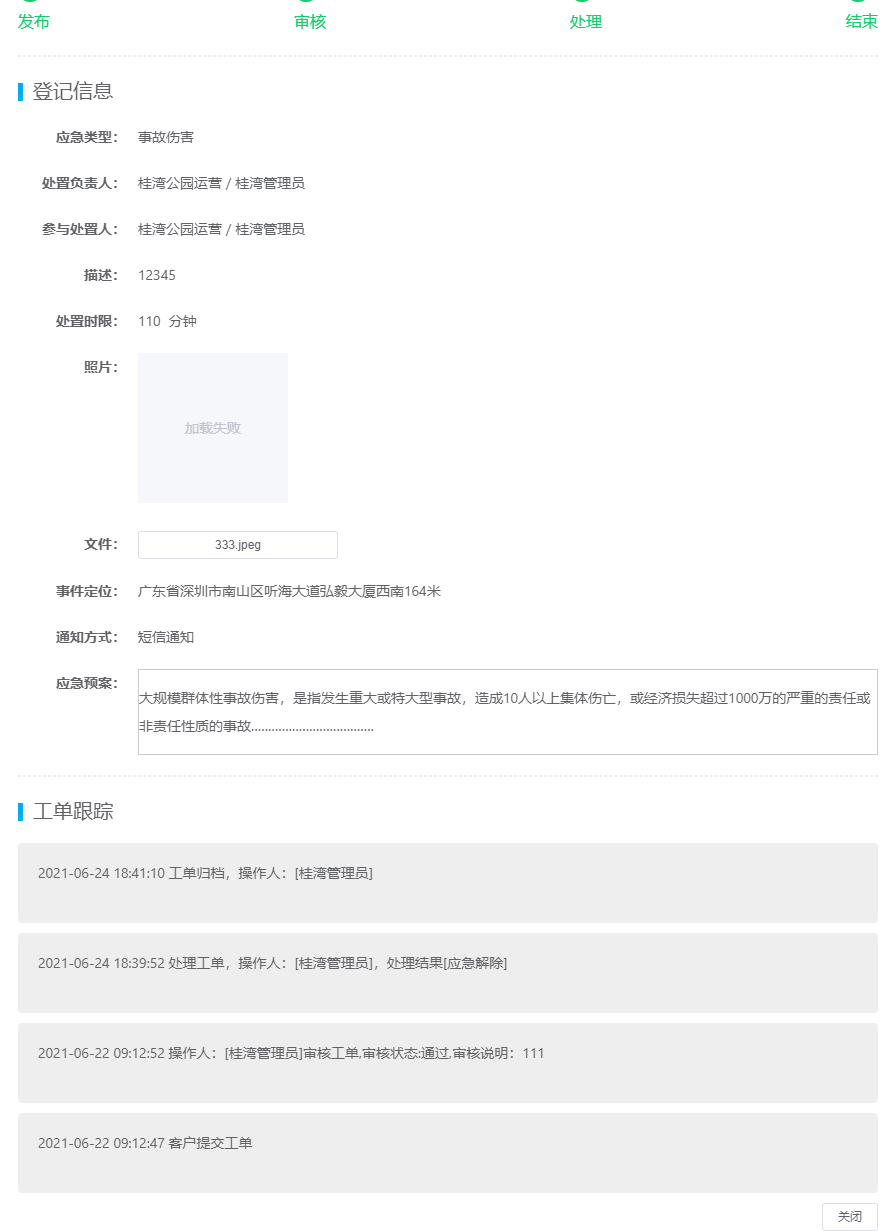 发布 审核 处理 结束
登记信息
应急类型： 事故伤害
处置负责人： 桂湾公园运营 / 桂湾管理员
参与处置人： 桂湾公园运营 / 桂湾管理员
描述： 12345
处置时限： 110 分钟
照片：
加载失败
文件： 333.jpeg
事件定位： 广东省深圳市南山区听海大道弘毅大厦西南164米
通知方式： 短信通知
应急预案： 大规模群体性事故伤害，是指发生重大或特大型事故，造成10人以上集体伤亡，或经济损失超过1000万的严重的责任或
非责任性质的事故.....................................
工单跟踪
2021-06-24 18:41:10 工单归档，操作人：[桂湾管理员]
2021-06-24 18:39:52 处理工单，操作人：[桂湾管理员]，处理结果[应急解除]
2021-06-22 09:12:52 操作人：[桂湾管理员]审核工单,审核状态:通过,审核说明：111
2021-06-22 09:12:47 客户提交工单
关闭